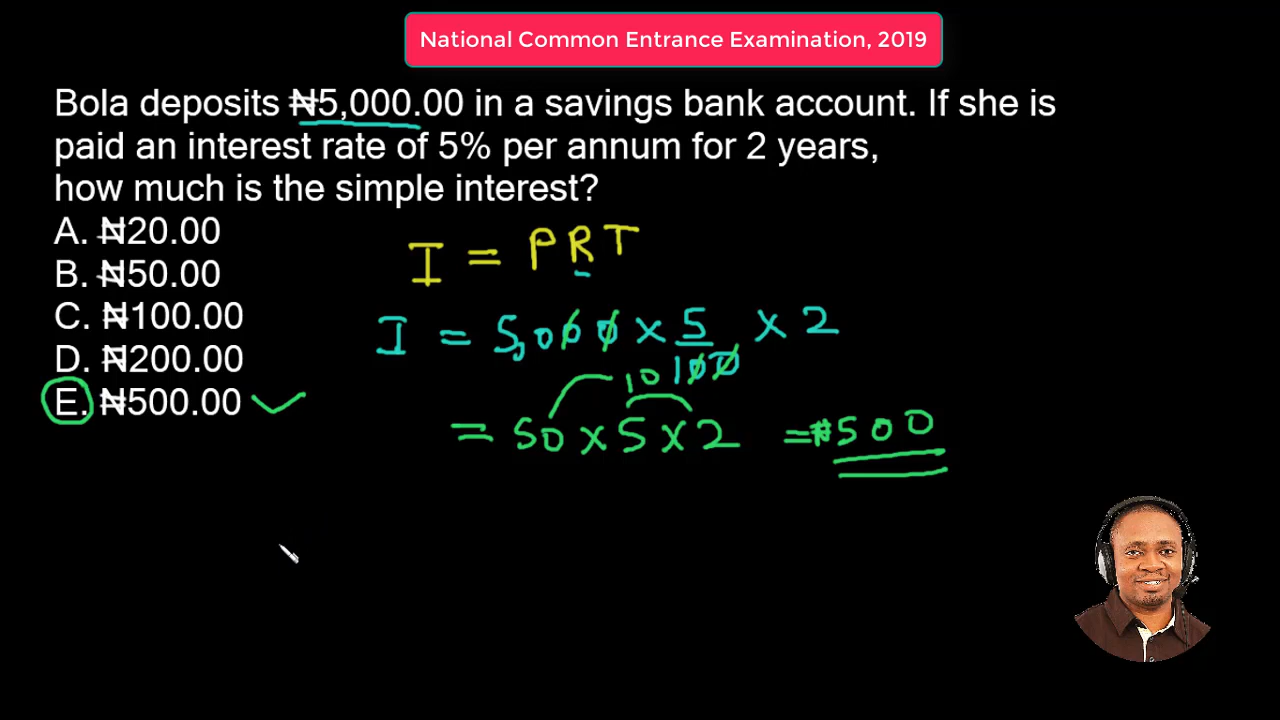 National Common Entrance Examination, 2019
Bola deposits ₦5,000.00 in a savings bank account. If she is
paid an interest rate of 5% per annum for 2 years,
how much is the simple interest?
A. ₦20.00
B. ₦50.00
C. ₦100.00
D. ₦200.00
E. ₦500.00
I = PRT
I = 5,000 x 5/100 x 2
10
= 50 x 5 x 2 = ₦500